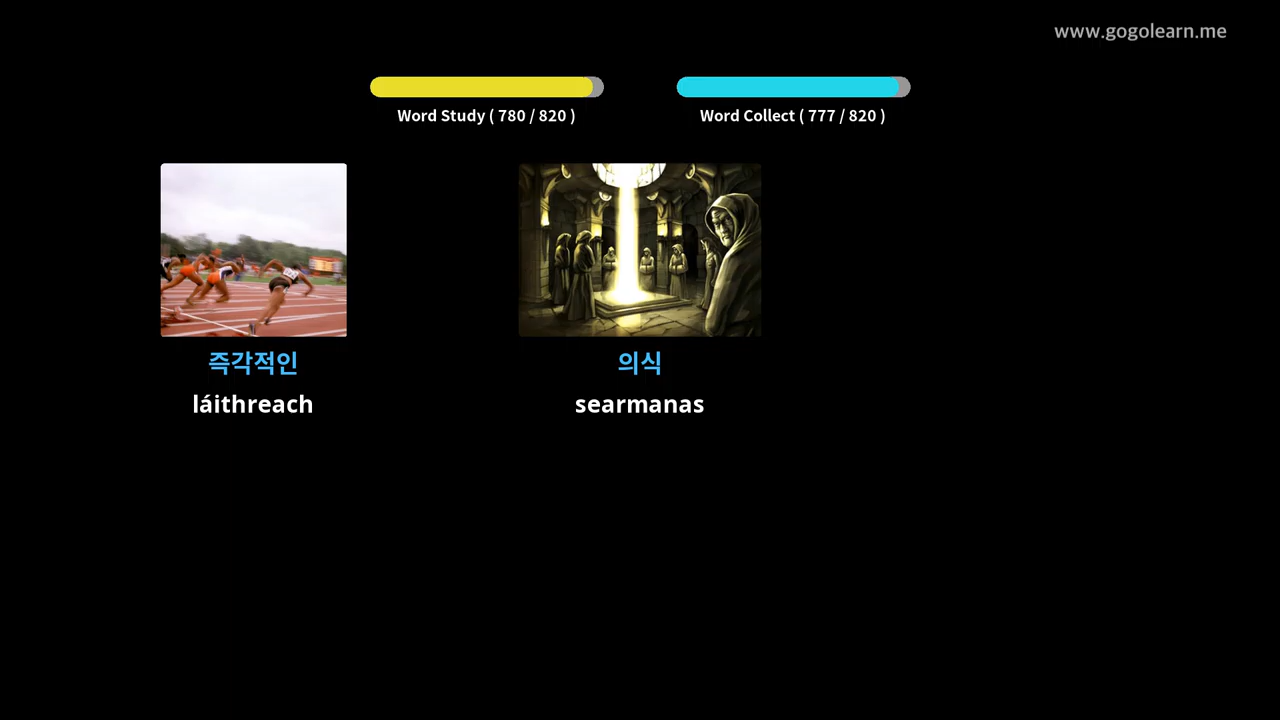 www.gogolearn.me
Word Study ( 780 / 820 )
Word Collect ( 777 / 820 )
즉각적인
láithreach
의식
searmanas